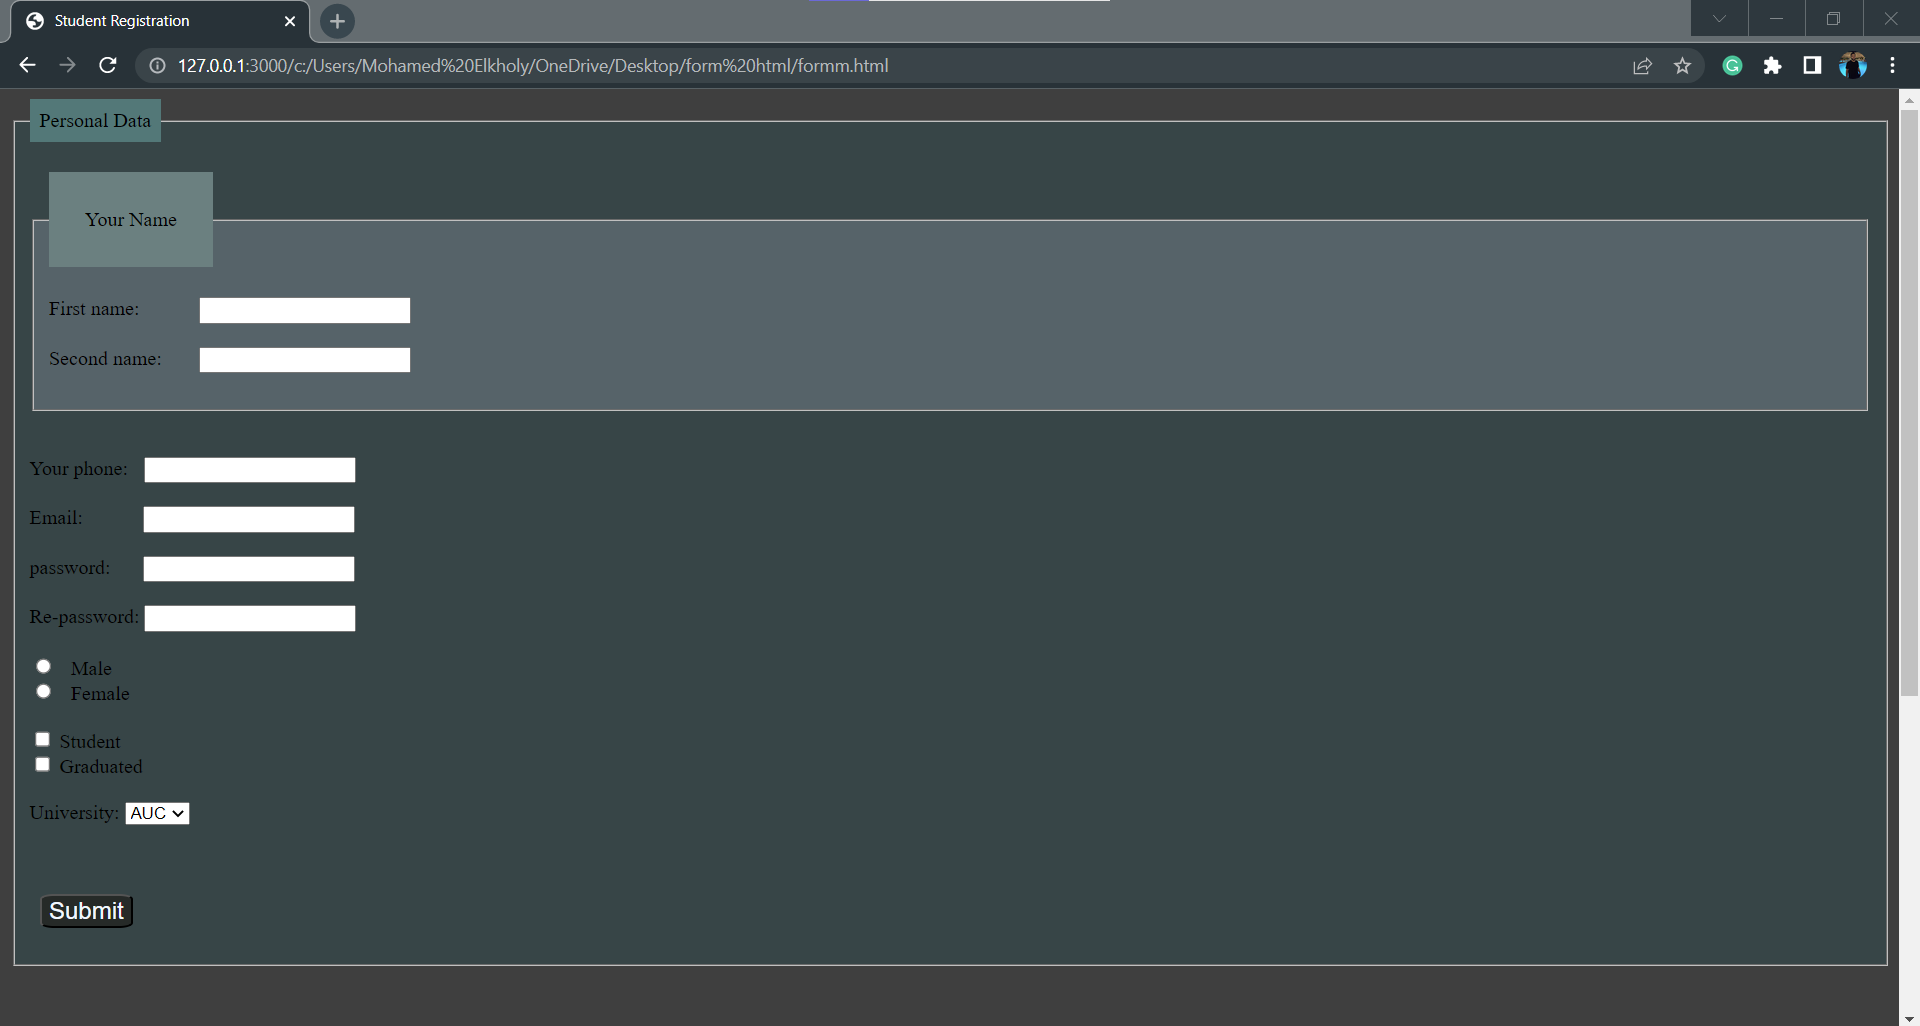 Student Registration
127.0.0.1:3000/c:/Users/Mohamed%20Elkholy/OneDrive/Desktop/form%20html/formm.html
Personal Data
Your Name
First name:
Second name:
Your phone:
Email:
password:
Re-password:
Male
Female
Student
Graduated
University: AUC
Submit